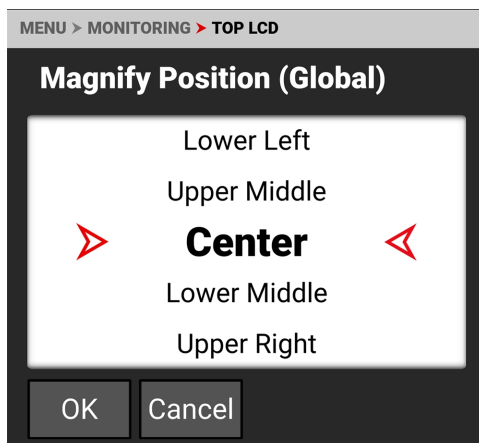 MENU > MONITORING > TOP LCD
Magnify Position (Global)
Lower Left
Upper Middle
Center
Lower Middle
Upper Right
OK Cancel